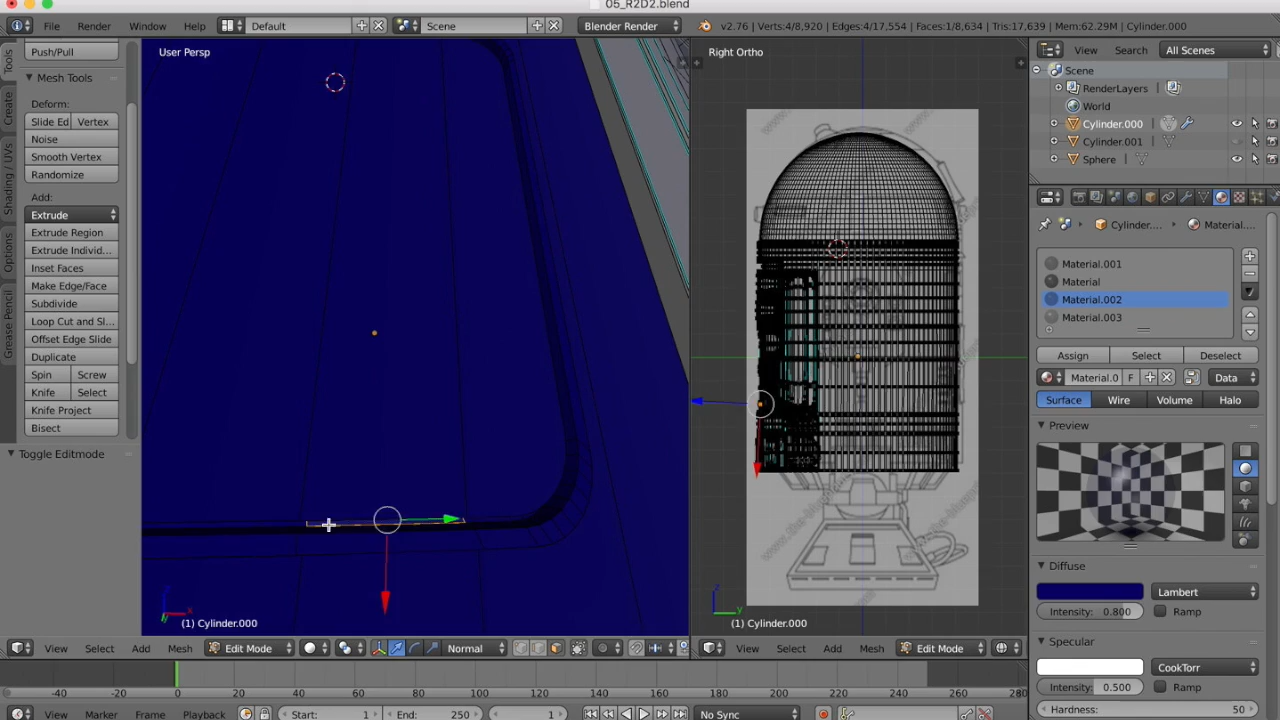 05_R2D2.blend
File Render Window Help Default Scene Blender Render v2.76 | Verts:4/8,920 | Edges:4/17,554 | Faces:1/8,634 | Tris:17,639 | Mem:62.29M | Cylinder.000
Push/Pull
Mesh Tools
Deform:
Slide Ed Vertex
Noise
Smooth Vertex
Randomize
Add:
Extrude
Extrude Region
Extrude Individ...
Inset Faces
Make Edge/Face
Subdivide
Loop Cut and Sl...
Offset Edge Slide
Duplicate
Spin Screw
Knife Select
Knife Project
Bisect
Toggle Editmode
Tools
Create
Shading / UVs
Options
Grease Pencil
User Persp
(1) Cylinder.000
View Select Add Mesh Edit Mode Normal
Right Ortho
(1) Cylinder.000
View Select Add Mesh Edit Mode
-40 -20 0 20 40 60 80 100 120 140 160 180 200 220 240 260 280
View Marker Frame Playback Start: 1 End: 250 1 No Sync
View Search All Scenes
Scene
RenderLayers
World
Cylinder.000
Cylinder.001
Sphere
Cylinder.... Material....
Material.001
Material
Material.002
Material.003
Assign Select Deselect
Material.0 F Data
Surface Wire Volume Halo
Preview
Diffuse
Lambert
Intensity: 0.800 Ramp
Specular
CookTorr
Intensity: 0.500 Ramp
Hardness: 50